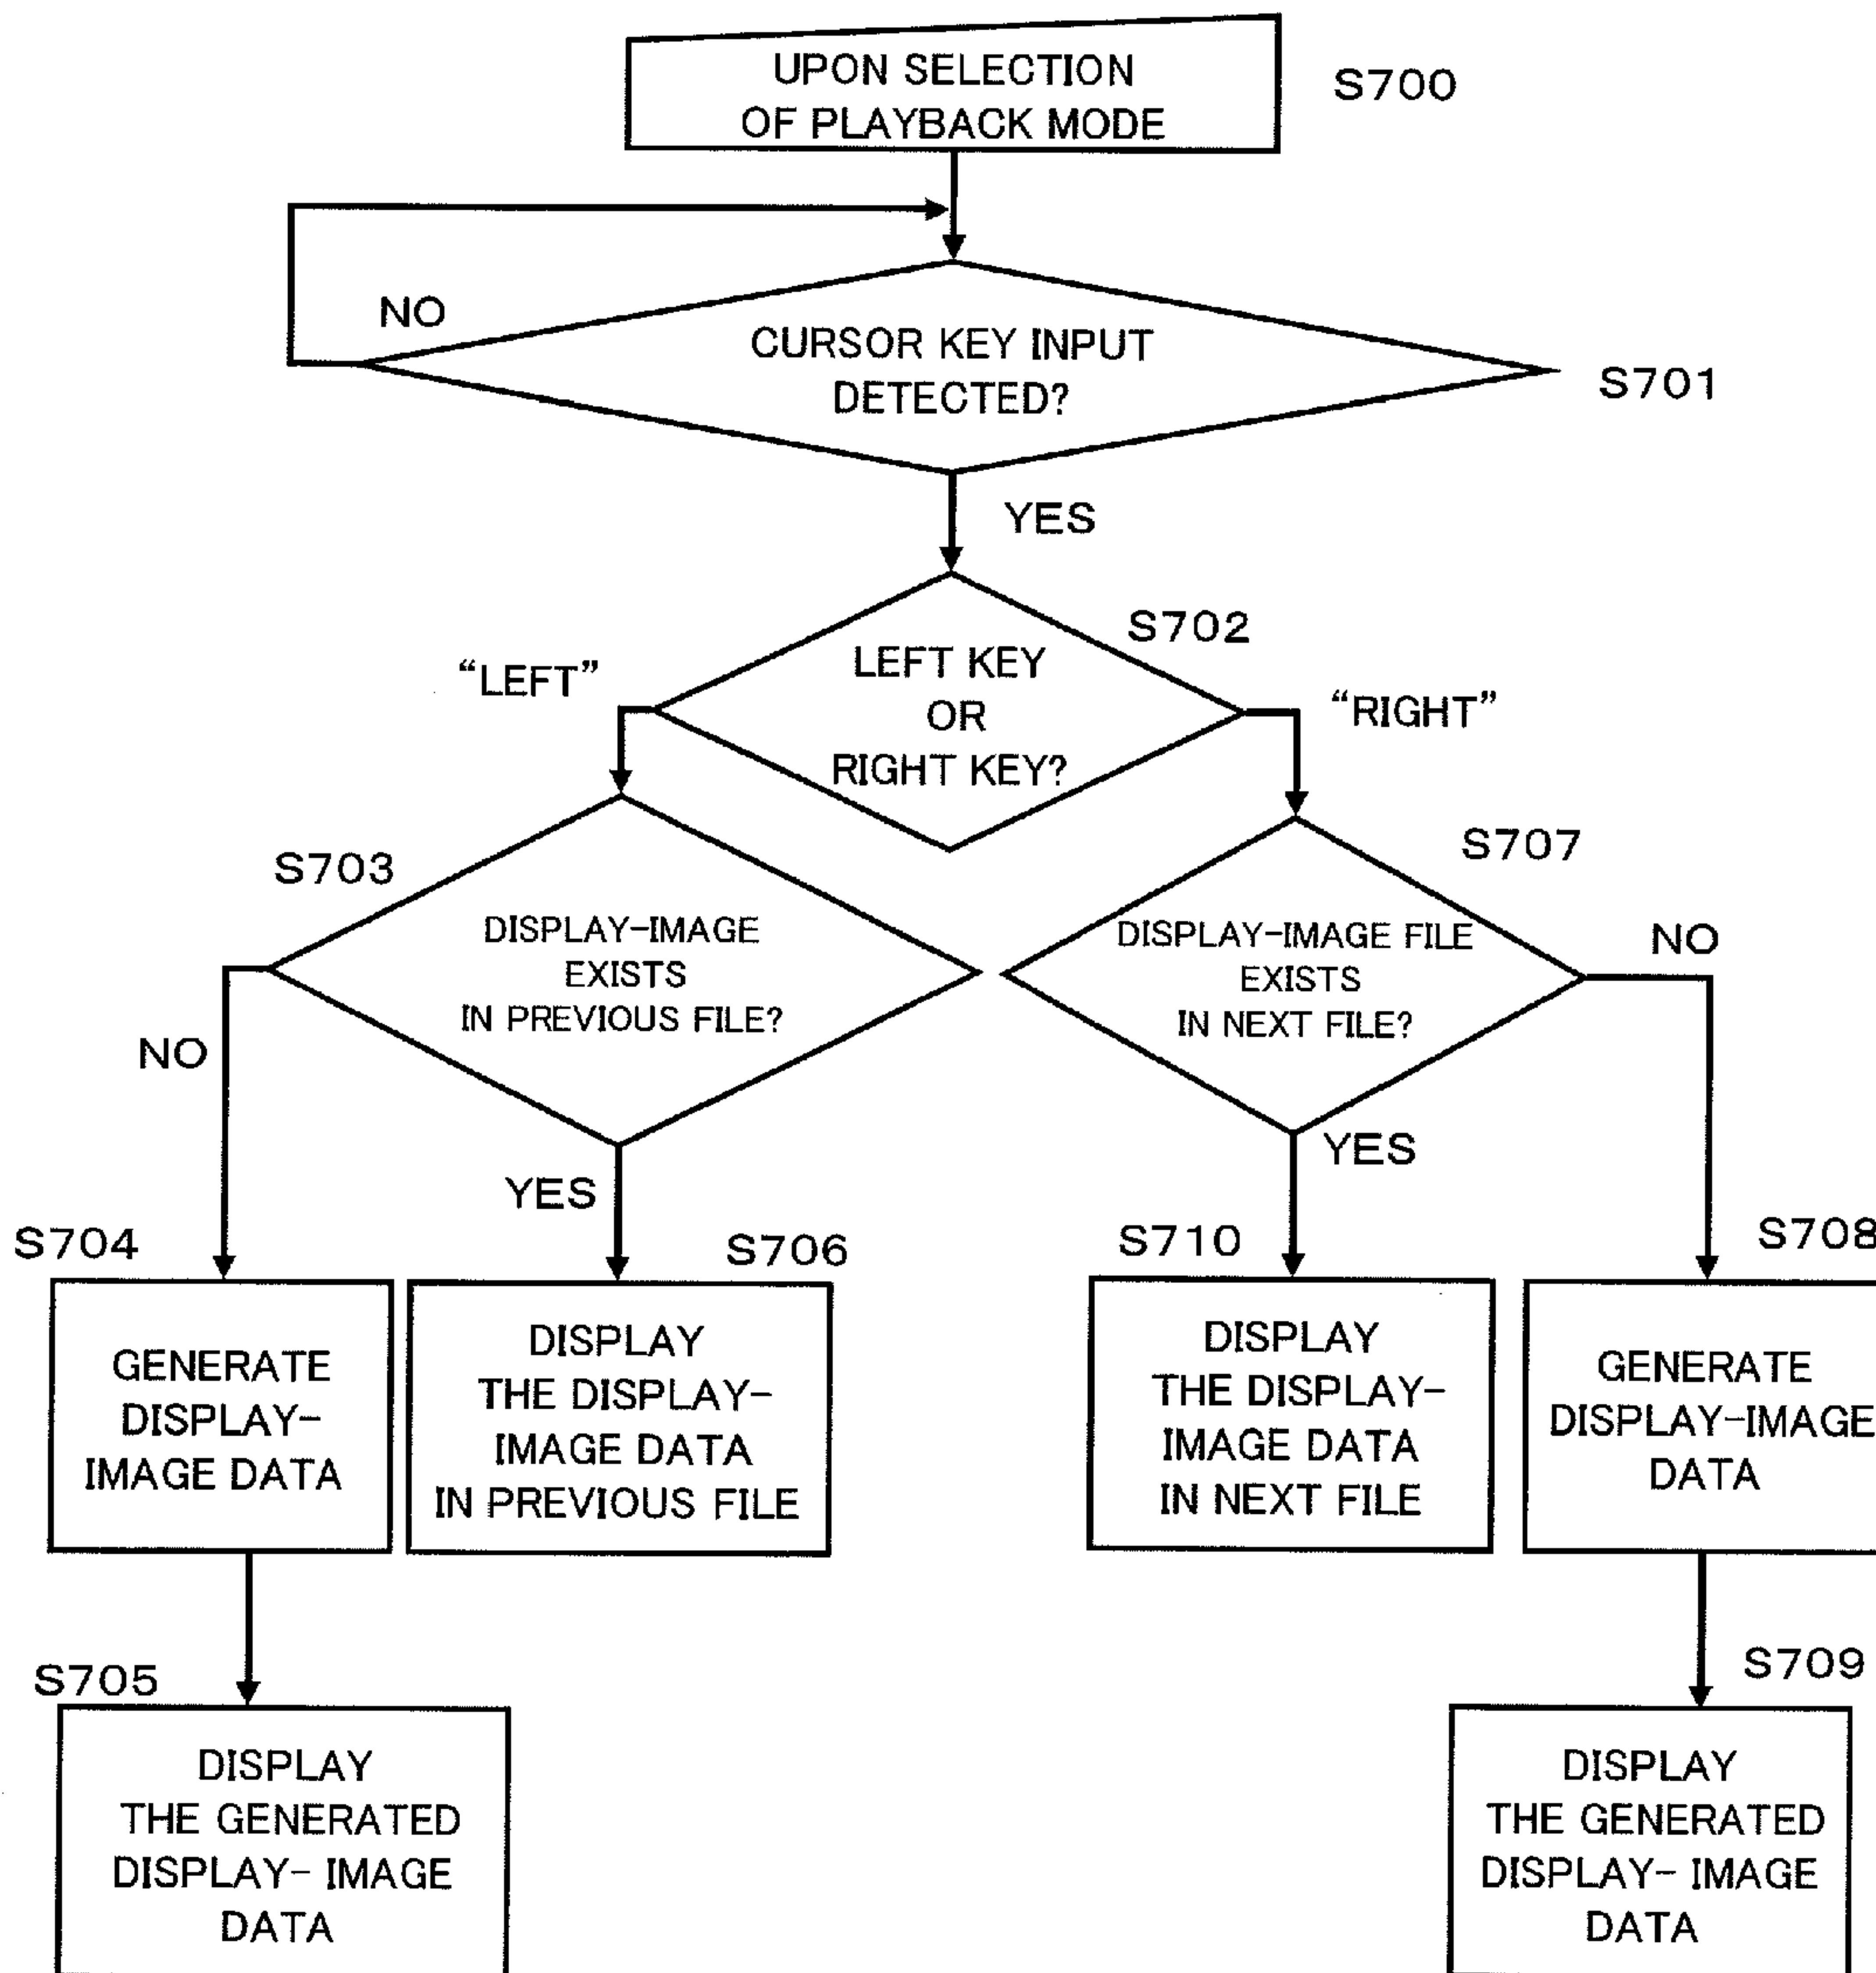 UPON SELECTION
OF PLAYBACK MODE
S700
NO
CURSOR KEY INPUT
DETECTED?
S701
YES
S702
"LEFT"
LEFT KEY
OR
RIGHT KEY?
"RIGHT"
S703
DISPLAY-IMAGE
EXISTS
IN PREVIOUS FILE?
NO
YES
S707
DISPLAY-IMAGE FILE
EXISTS
IN NEXT FILE?
NO
YES
S704
GENERATE
DISPLAY-
IMAGE DATA
S706
DISPLAY
THE DISPLAY-
IMAGE DATA
IN PREVIOUS FILE
S710
DISPLAY
THE DISPLAY-
IMAGE DATA
IN NEXT FILE
S708
GENERATE
DISPLAY-IMAGE
DATA
S705
DISPLAY
THE GENERATED
DISPLAY- IMAGE
DATA
S709
DISPLAY
THE GENERATED
DISPLAY- IMAGE
DATA